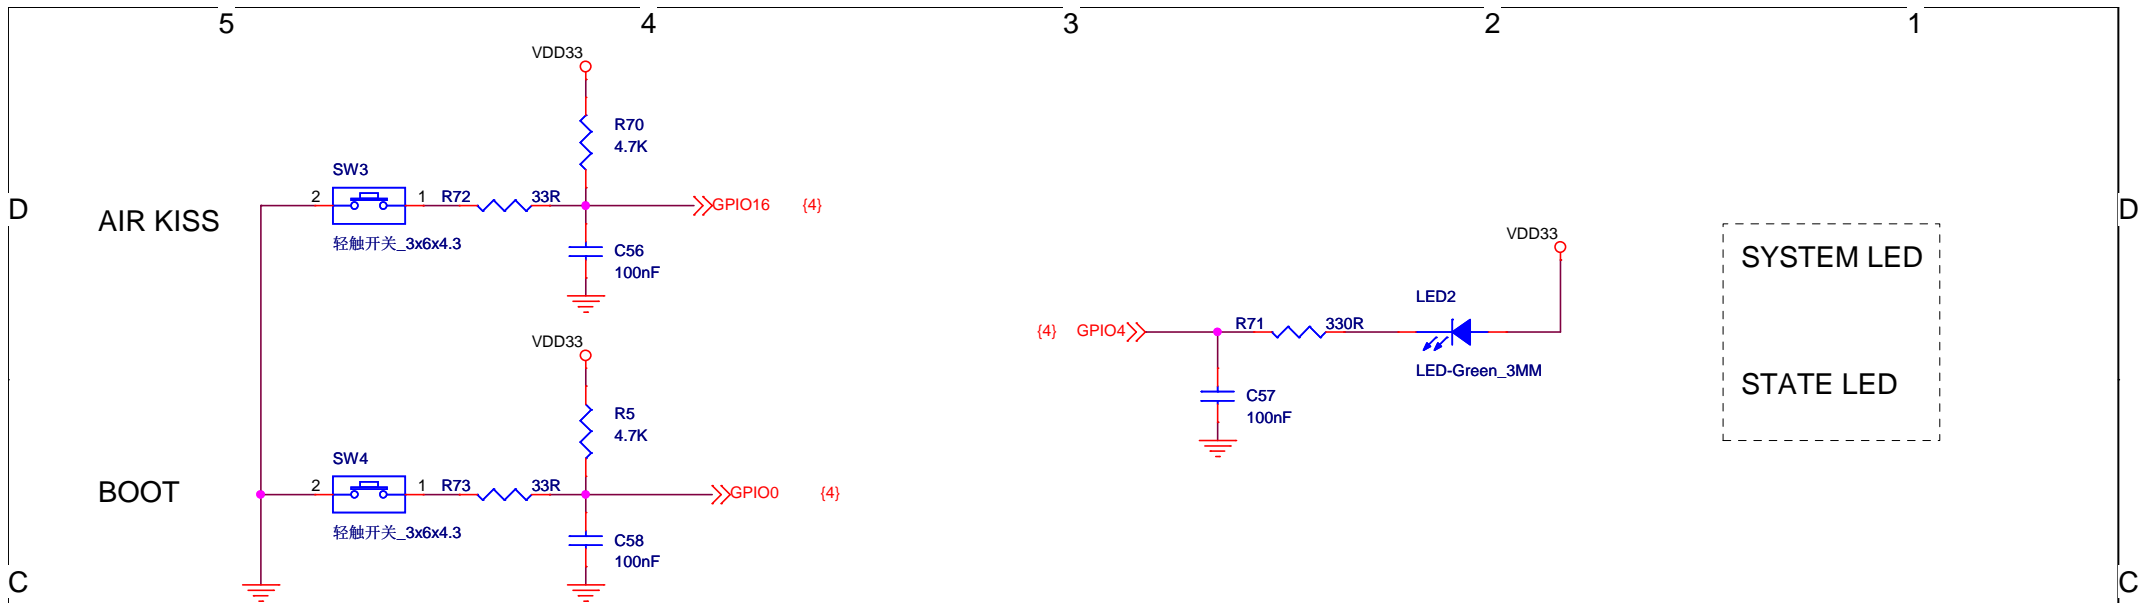 5 4 3 2 1
VDD33
R70
4.7K
SW3
2 1 R72 33R GPIO16 {4}
D AIR KISS D
轻触开关_3x6x4.3
C56
100nF
VDD33
SYSTEM LED
LED2
{4} GPIO4 R71 330R
LED-Green_3MM
STATE LED
C57
100nF
VDD33
R5
4.7K
SW4
BOOT 2 1 R73 33R GPIO0 {4}
轻触开关_3x6x4.3
C58
100nF
C C